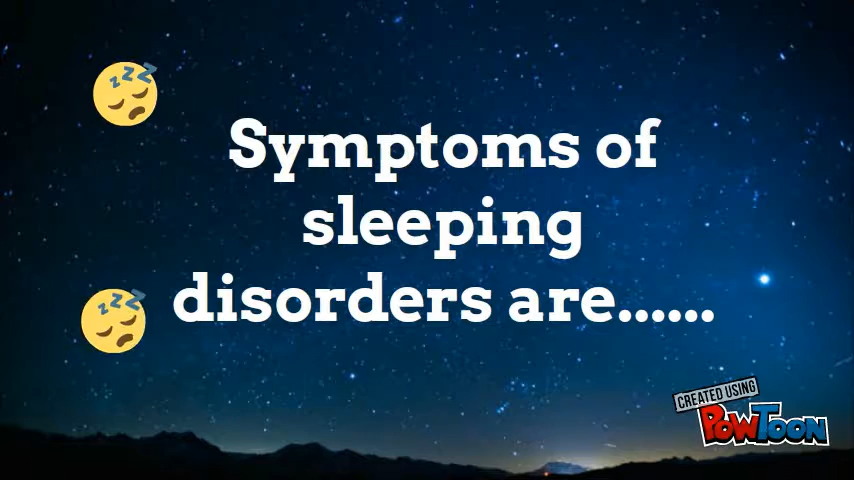 Symptoms of
sleeping
disorders are......
CREATED USING
POWTOON